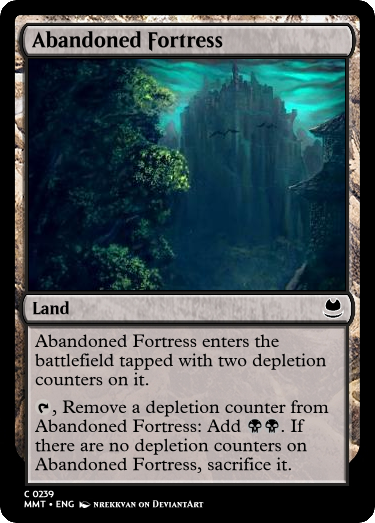 Abandoned Fortress
Land
Abandoned Fortress enters the
battlefield tapped with two depletion
counters on it.
, Remove a depletion counter from
Abandoned Fortress: Add . If
there are no depletion counters on
Abandoned Fortress, sacrifice it.
C 0239
MMT • ENG NREKKVAN ON DEVIANTART